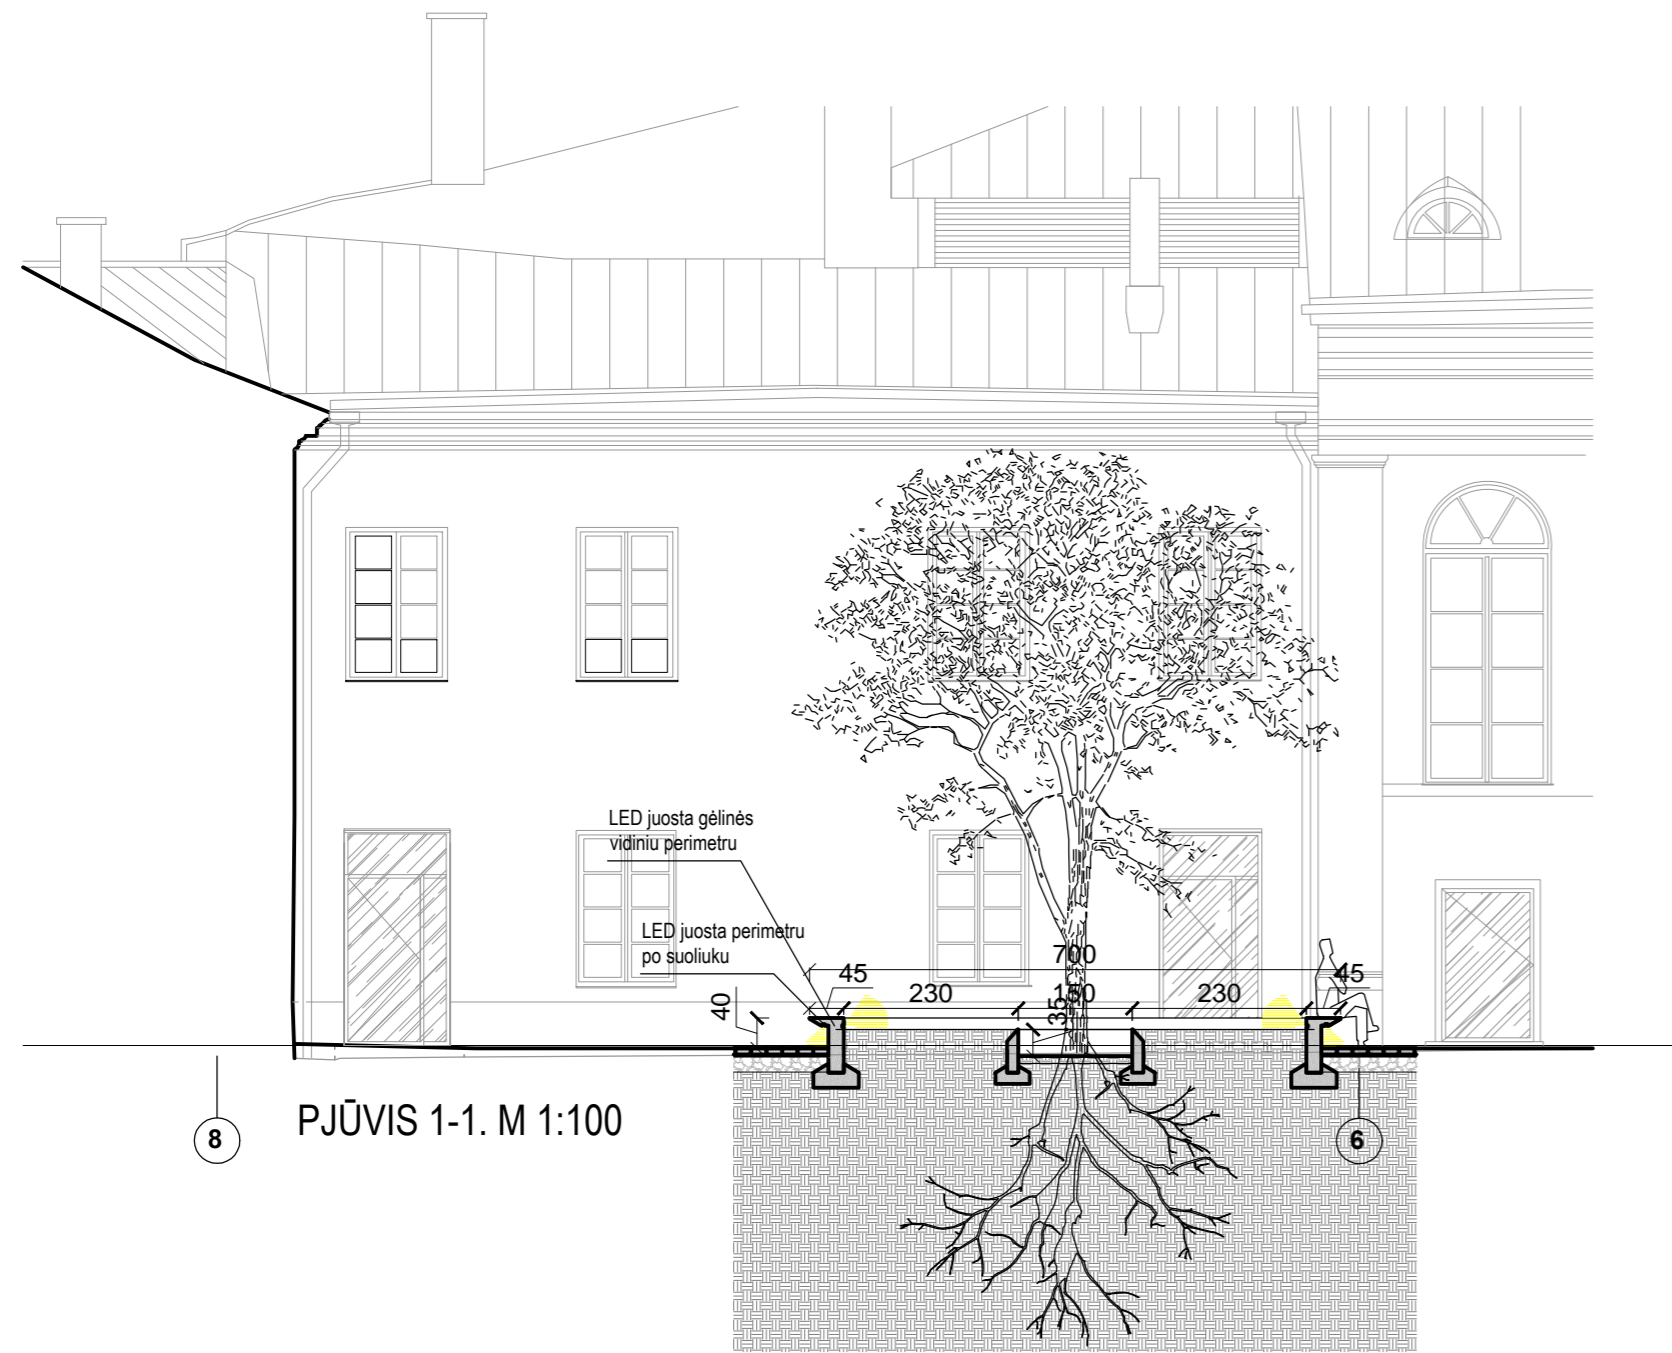 LED juosta gėlinės
vidiniu perimetru
LED juosta perimetru
po suoliuku
700
45
45
230
150
230
40
35
8
PJŪVIS 1-1. M 1:100
6